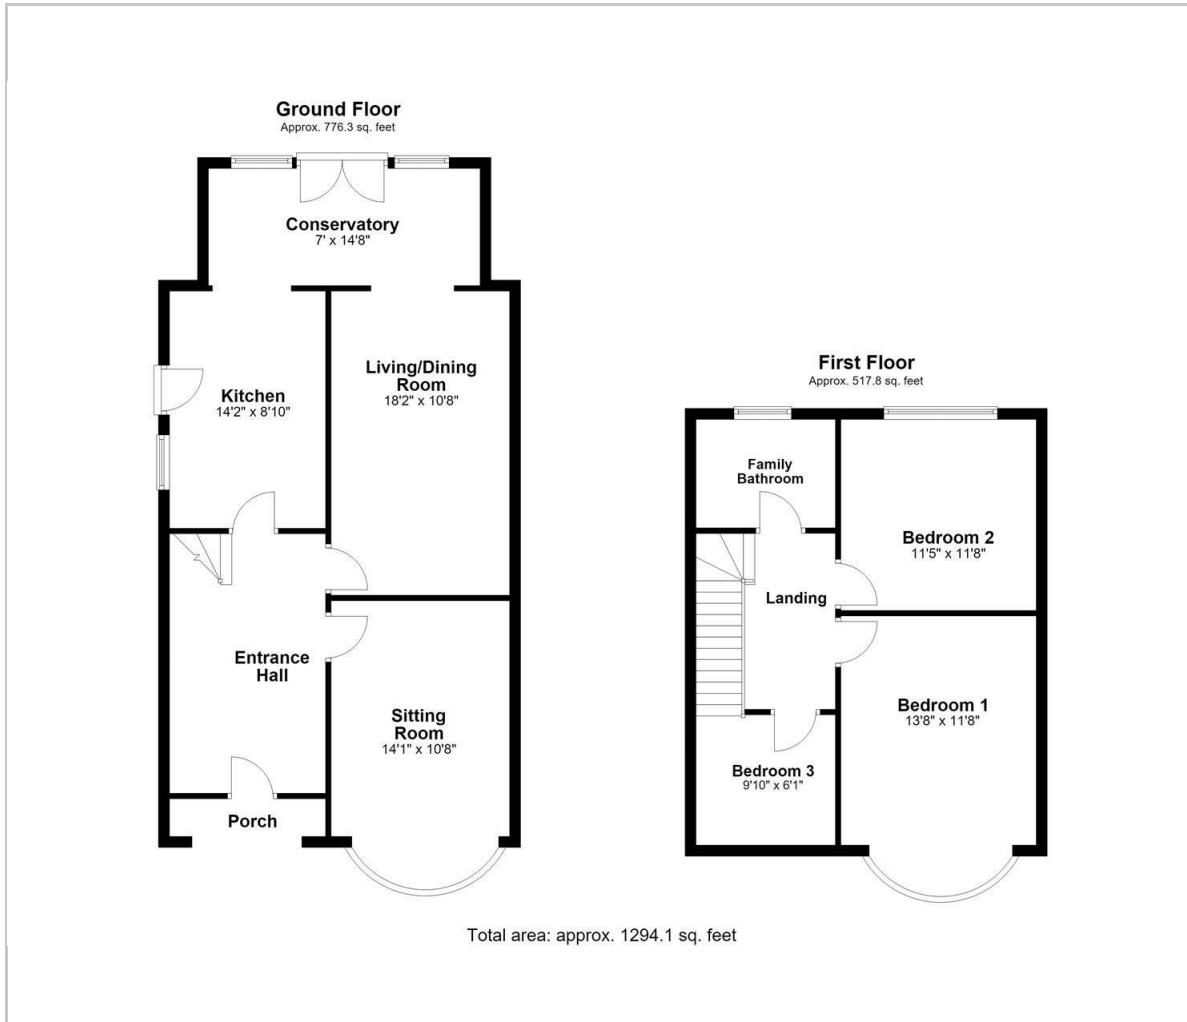 Ground Floor
Approx. 776.3 sq. feet
Conservatory
7' x 14'8"
Living/Dining
Room
18'2" x 10'8"
Kitchen
14'2" x 8'10"
Entrance
Hall
Sitting
Room
14'1" x 10'8"
Porch
First Floor
Approx. 517.8 sq. feet
Family
Bathroom
Bedroom 2
11'5" x 11'8"
Landing
Bedroom 1
13'8" x 11'8"
Bedroom 3
9'10" x 6'1"
Total area: approx. 1294.1 sq. feet